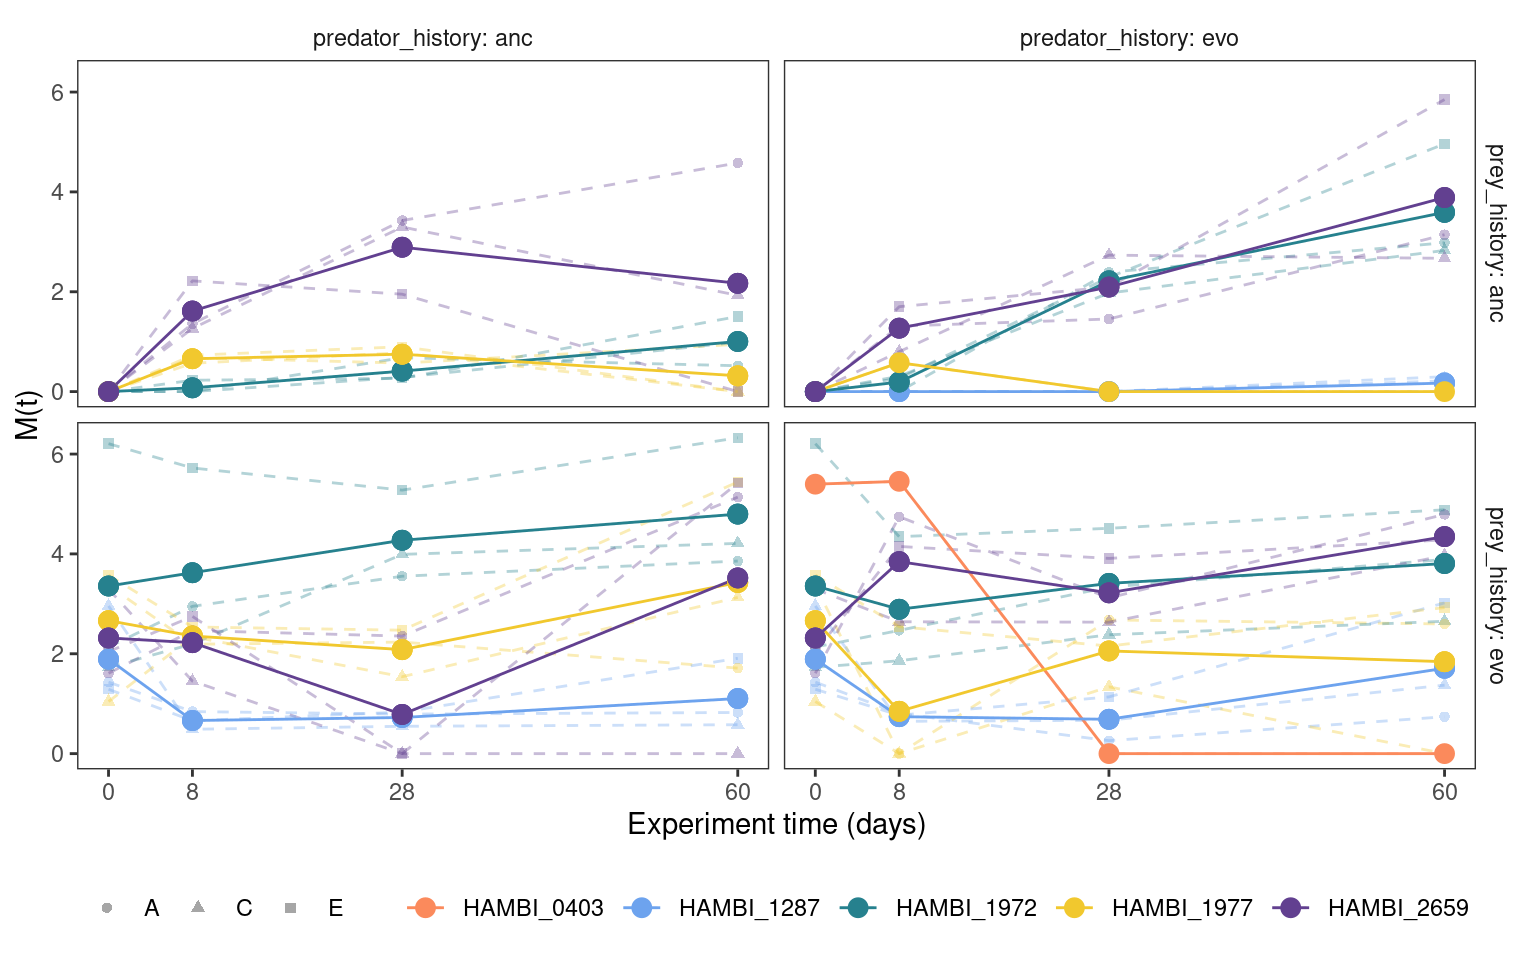 predator_history: anc predator_history: evo
6
4
2
0
prey_history: anc
M(t)
6
4
2
0
prey_history: evo
0 8 28 60 0 8 28 60
Experiment time (days)
A C E HAMBI_0403 HAMBI_1287 HAMBI_1972 HAMBI_1977 HAMBI_2659